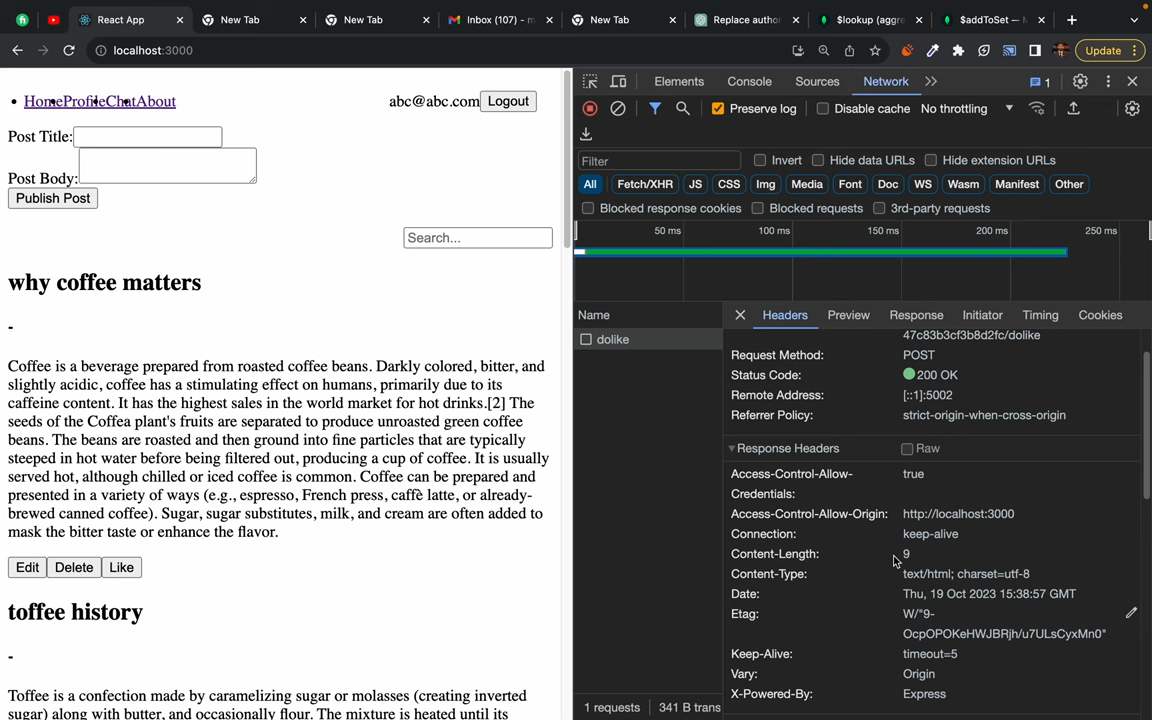 React App
New Tab
New Tab
Inbox (107) - m
New Tab
Replace autho
$lookup (aggre
$addToSet — M
localhost:3000
Update
HomeProfileChatAbout
abc@abc.com Logout
Post Title:
Post Body:
Publish Post
Search...
why coffee matters
-
Coffee is a beverage prepared from roasted coffee beans. Darkly colored, bitter, and
slightly acidic, coffee has a stimulating effect on humans, primarily due to its
caffeine content. It has the highest sales in the world market for hot drinks.[2] The
seeds of the Coffea plant's fruits are separated to produce unroasted green coffee
beans. The beans are roasted and then ground into fine particles that are typically
steeped in hot water before being filtered out, producing a cup of coffee. It is usually
served hot, although chilled or iced coffee is common. Coffee can be prepared and
presented in a variety of ways (e.g., espresso, French press, caffè latte, or already-
brewed canned coffee). Sugar, sugar substitutes, milk, and cream are often added to
mask the bitter taste or enhance the flavor.
Edit Delete Like
toffee history
-
Toffee is a confection made by caramelizing sugar or molasses (creating inverted
sugar) along with butter, and occasionally flour. The mixture is heated until its
Elements Console Sources Network 1
Preserve log Disable cache No throttling
Filter Invert Hide data URLs Hide extension URLs
All Fetch/XHR JS CSS Img Media Font Doc WS Wasm Manifest Other
Blocked response cookies Blocked requests 3rd-party requests
50 ms 100 ms 150 ms 200 ms 250 ms
Name
dolike
Headers Preview Response Initiator Timing Cookies
47c83b3cf3b8d2fc/dolike
Request Method: POST
Status Code: 200 OK
Remote Address: [::1]:5002
Referrer Policy: strict-origin-when-cross-origin
Response Headers Raw
Access-Control-Allow- true
Credentials:
Access-Control-Allow-Origin: http://localhost:3000
Connection: keep-alive
Content-Length: 9
Content-Type: text/html; charset=utf-8
Date: Thu, 19 Oct 2023 15:38:57 GMT
Etag: W/"9-
OcpOPOKeHWJBRjh/u7ULsCyxMn0"
Keep-Alive: timeout=5
Vary: Origin
X-Powered-By: Express
1 requests 341 B trans